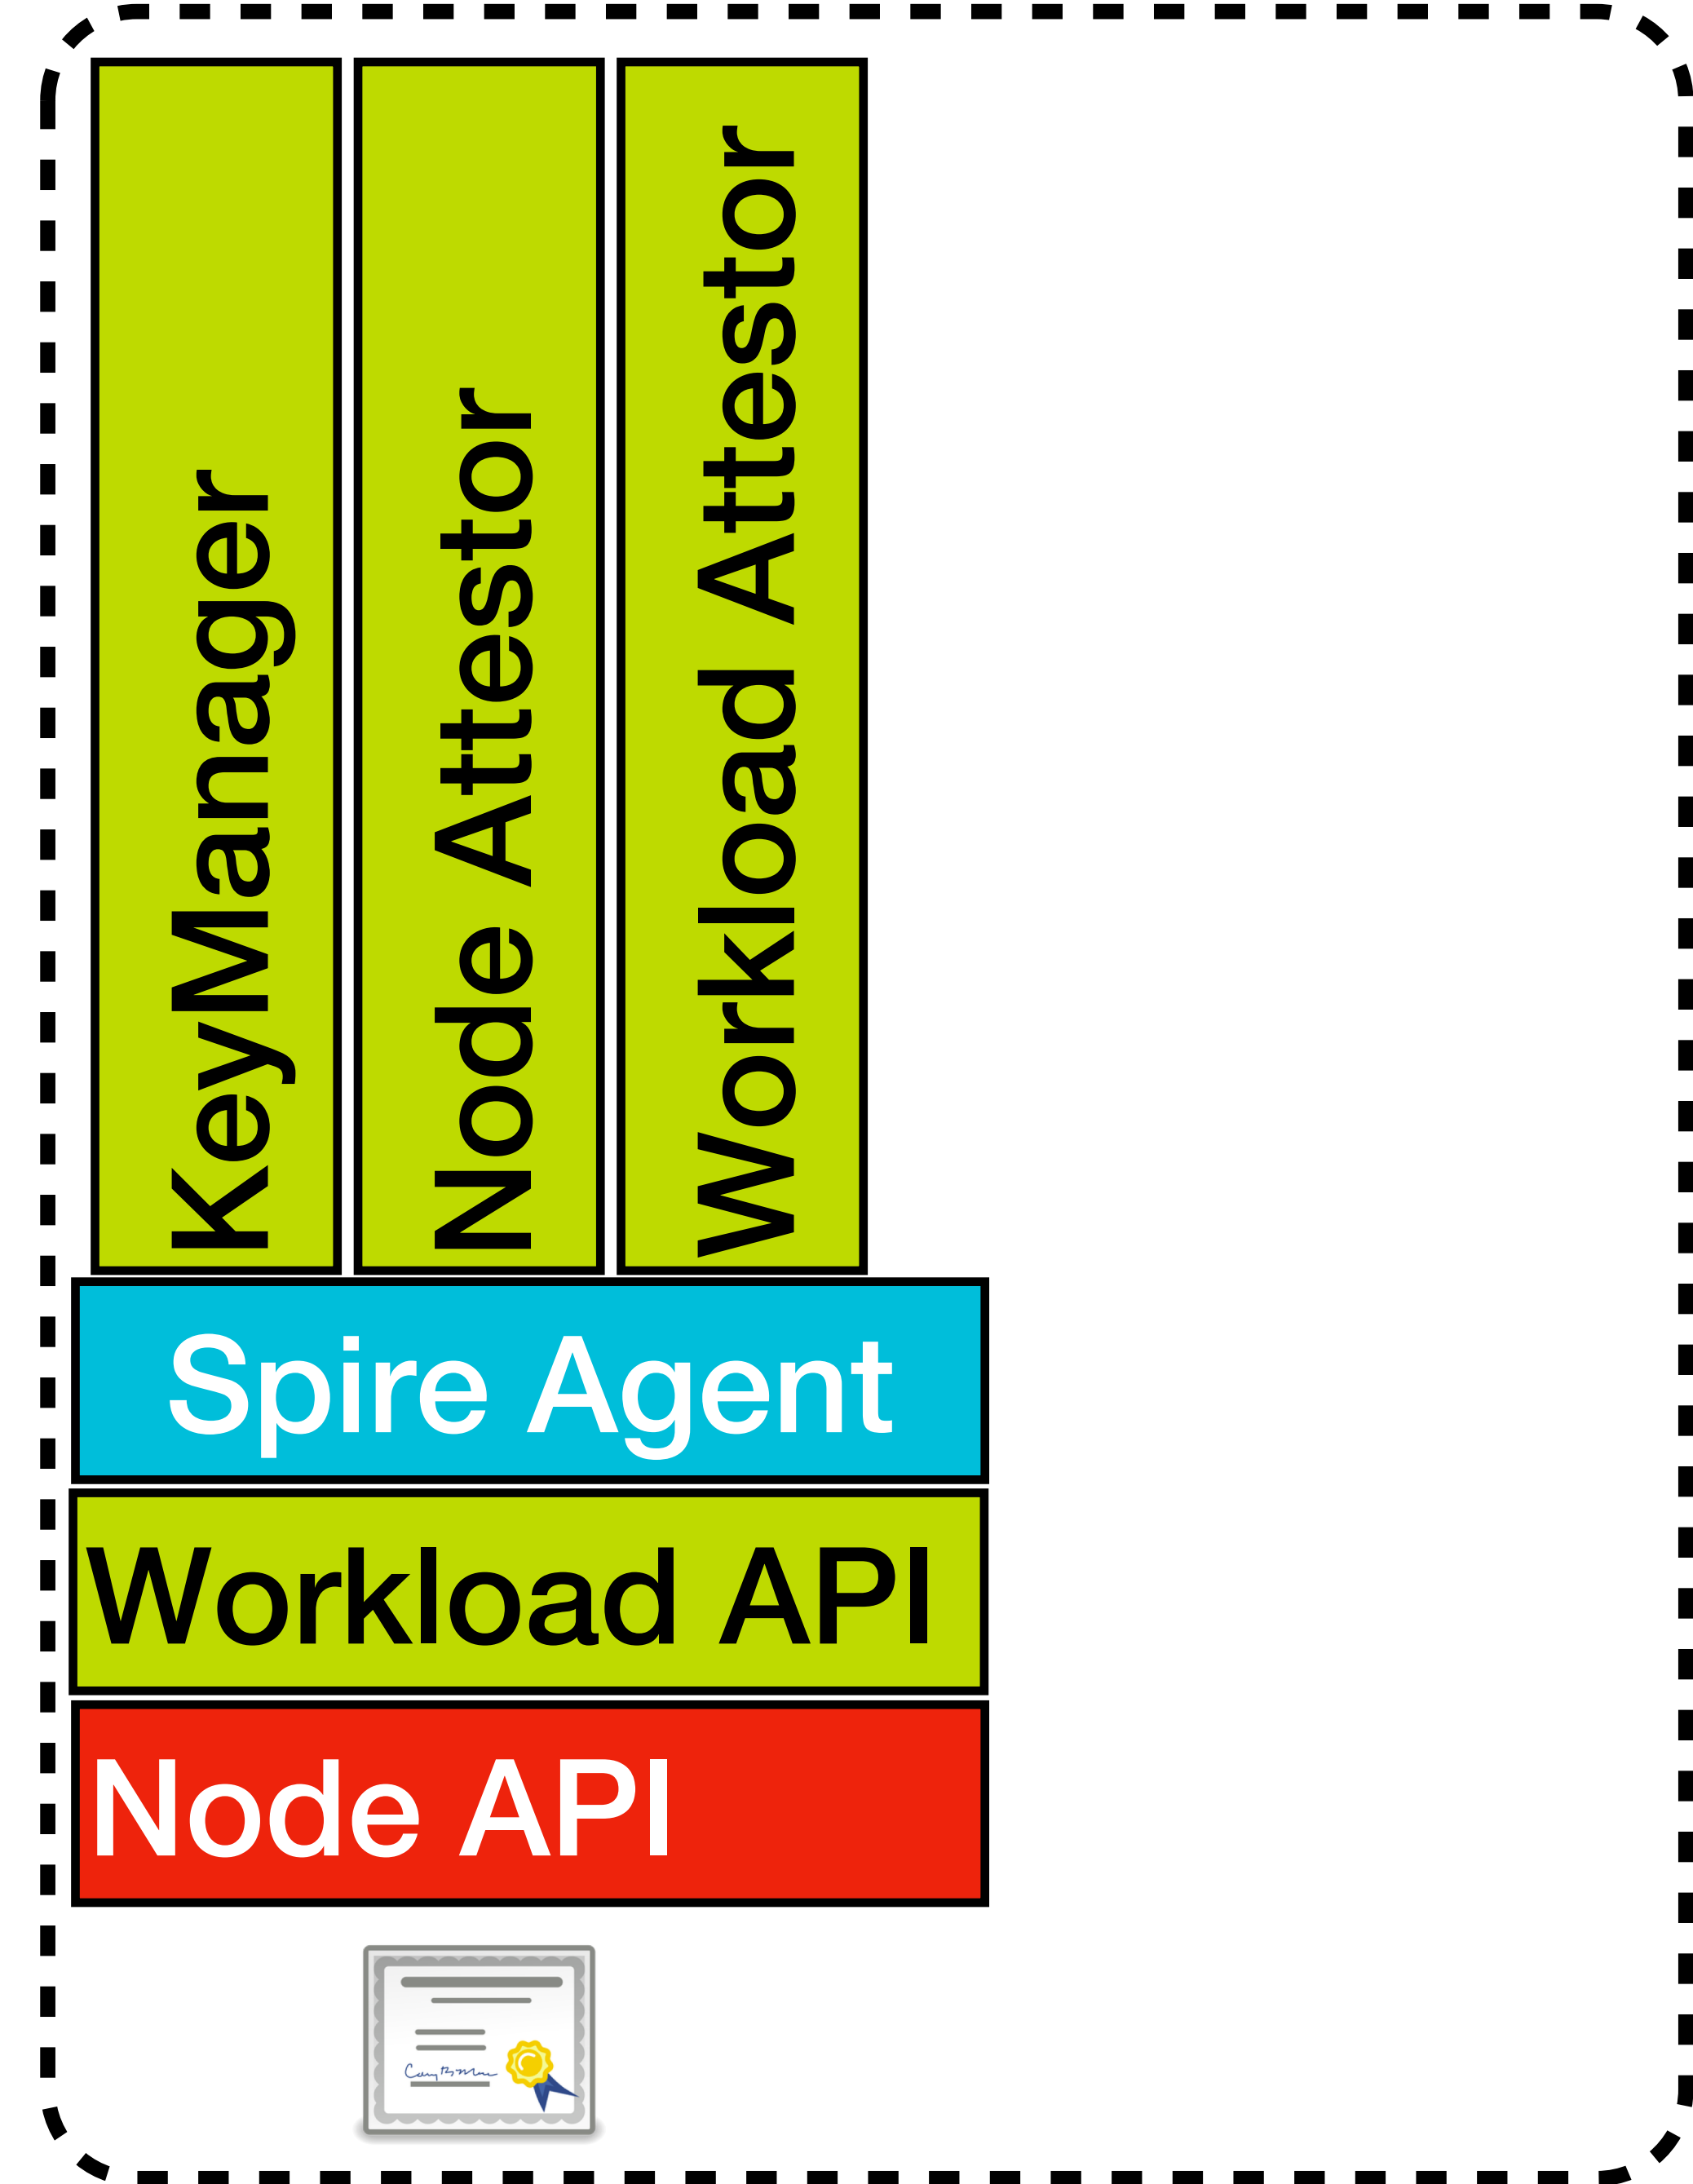 KeyManager
Node Attestor
Workload Attestor
Spire Agent
Workload API
Node API